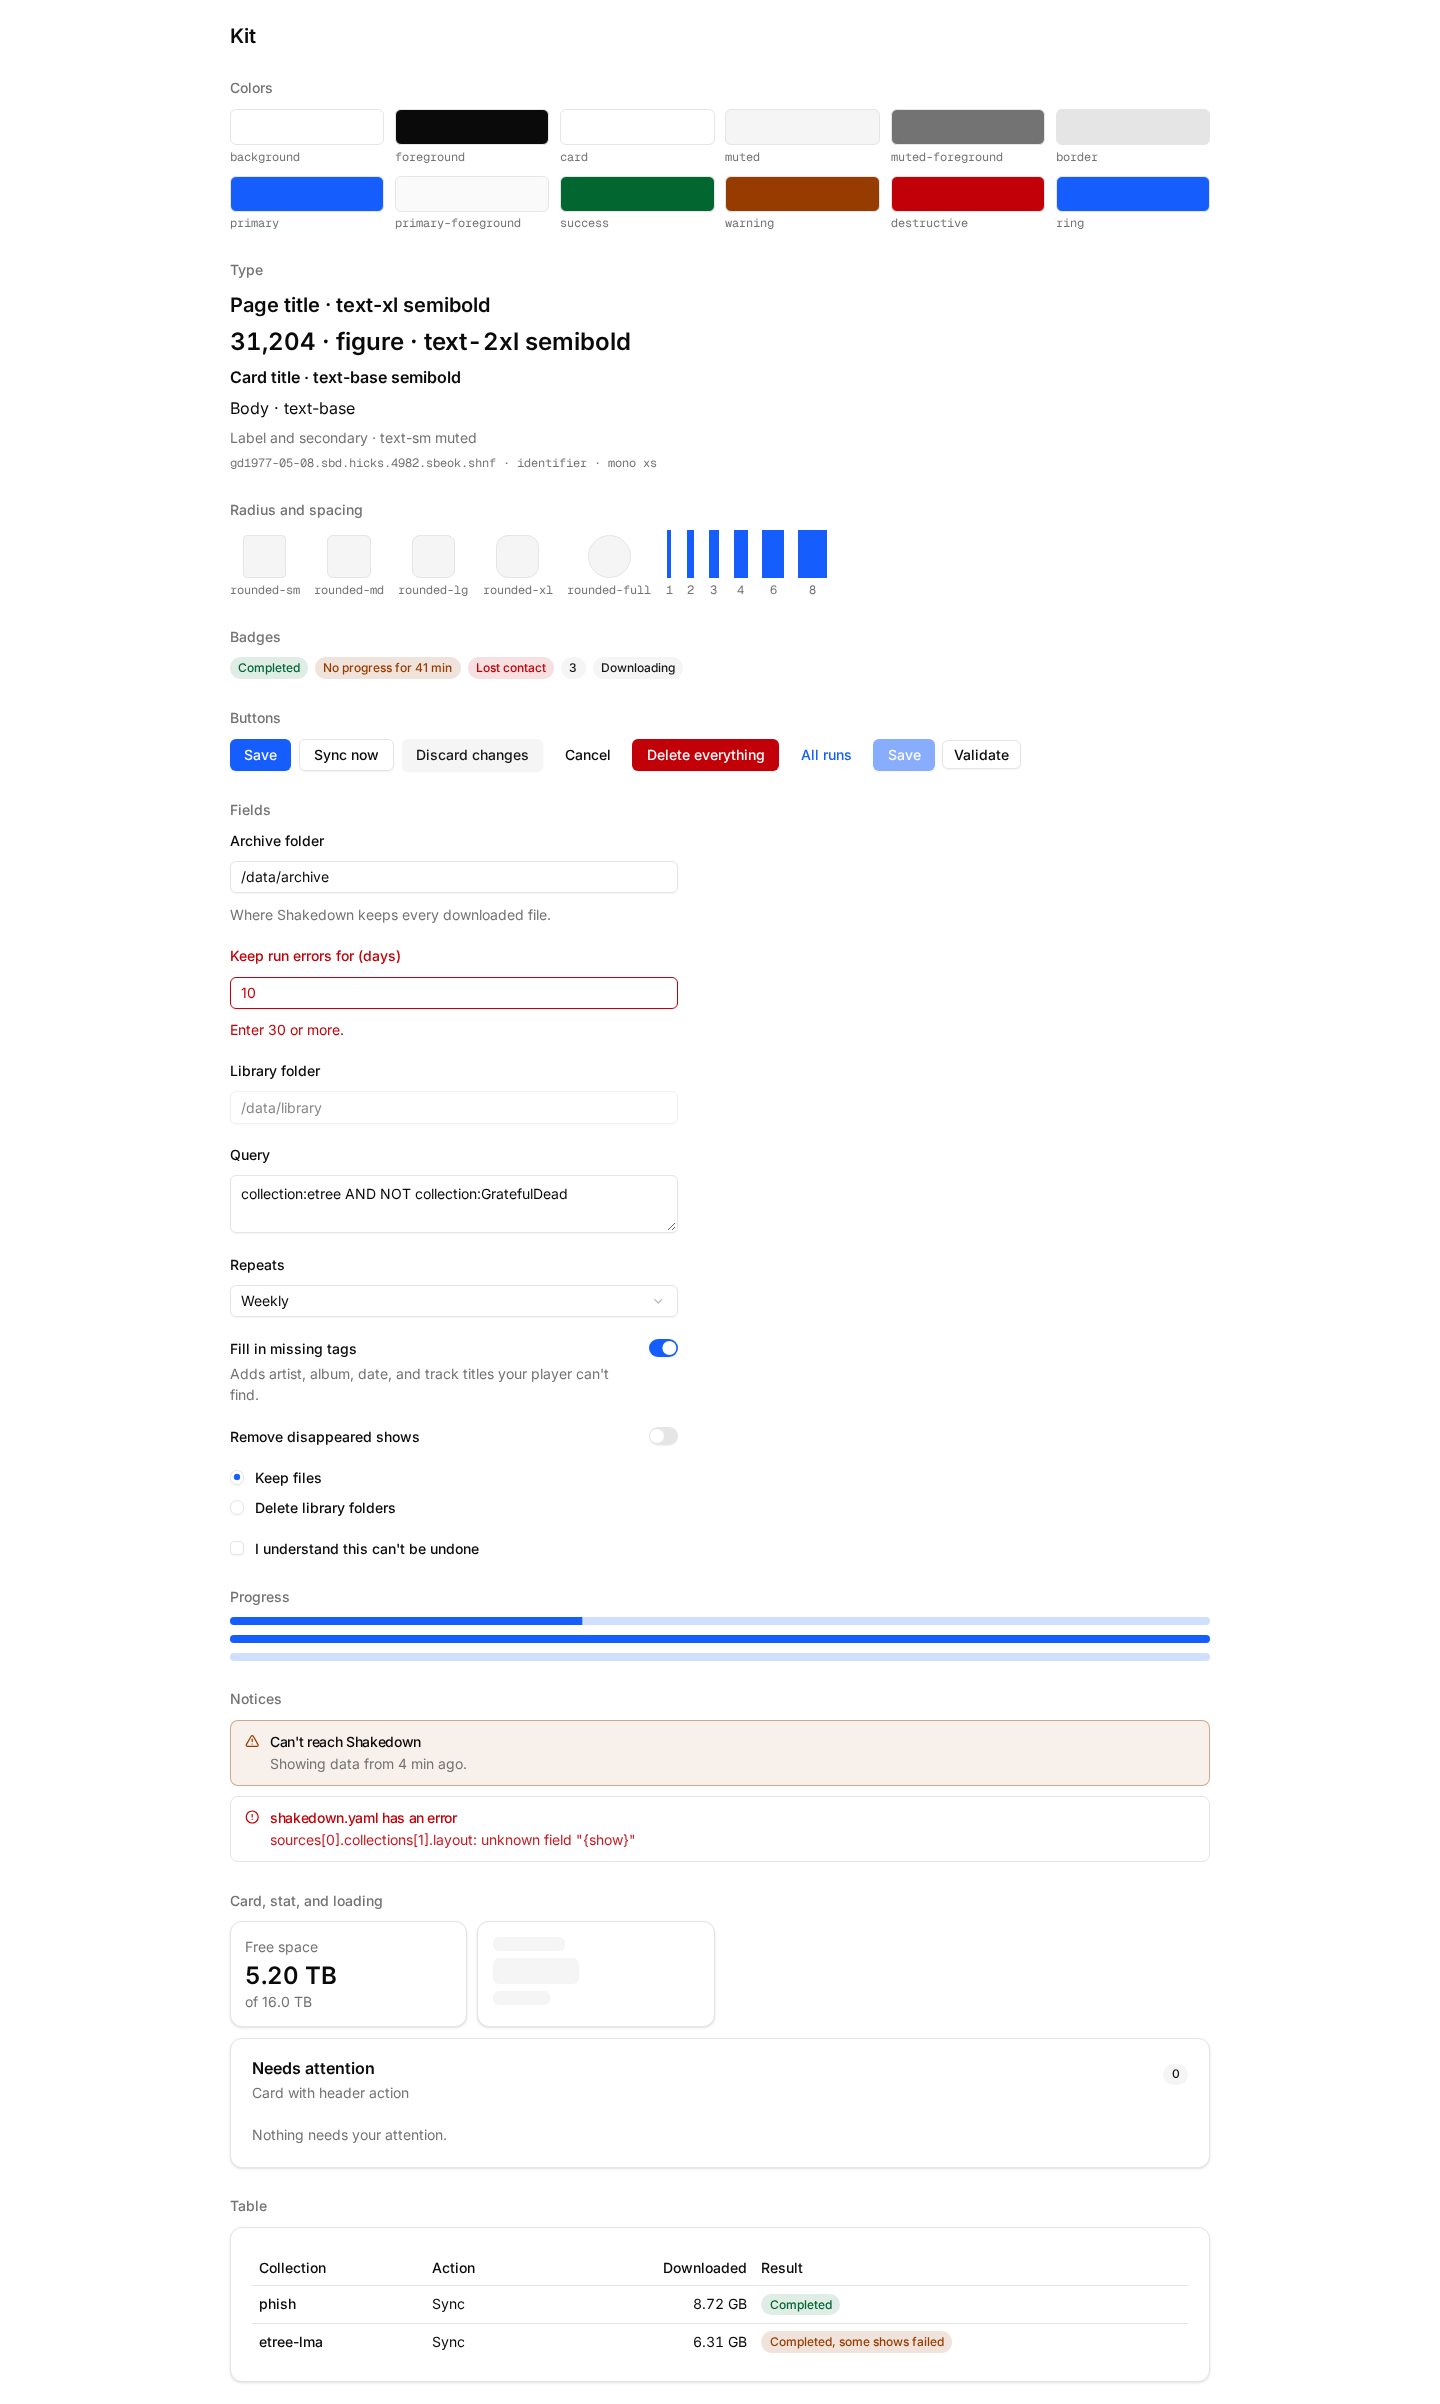 Kit
Colors
background foreground card muted muted-foreground border
primary primary-foreground success warning destructive ring
Type
Page title · text-xl semibold
31,204 · figure · text-2xl semibold
Card title · text-base semibold
Body · text-base
Label and secondary · text-sm muted
gd1977-05-08.sbd.hicks.4982.sbeok.shnf · identifier · mono xs
Radius and spacing
rounded-sm rounded-md rounded-lg rounded-xl rounded-full 1 2 3 4 6 8
Badges
Completed No progress for 41 min Lost contact 3 Downloading
Buttons
Save Sync now Discard changes Cancel Delete everything All runs Save Validate
Fields
Archive folder
/data/archive
Where Shakedown keeps every downloaded file.
Keep run errors for (days)
10
Enter 30 or more.
Library folder
/data/library
Query
collection:etree AND NOT collection:GratefulDead
Repeats
Weekly
Fill in missing tags
Adds artist, album, date, and track titles your player can't
find.
Remove disappeared shows
Keep files
Delete library folders
I understand this can't be undone
Progress
Notices
Can't reach Shakedown
Showing data from 4 min ago.
shakedown.yaml has an error
sources[0].collections[1].layout: unknown field "{show}"
Card, stat, and loading
Free space
5.20 TB
of 16.0 TB
Needs attention 0
Card with header action
Nothing needs your attention.
Table
Collection Action Downloaded Result
phish Sync 8.72 GB Completed
etree-lma Sync 6.31 GB Completed, some shows failed